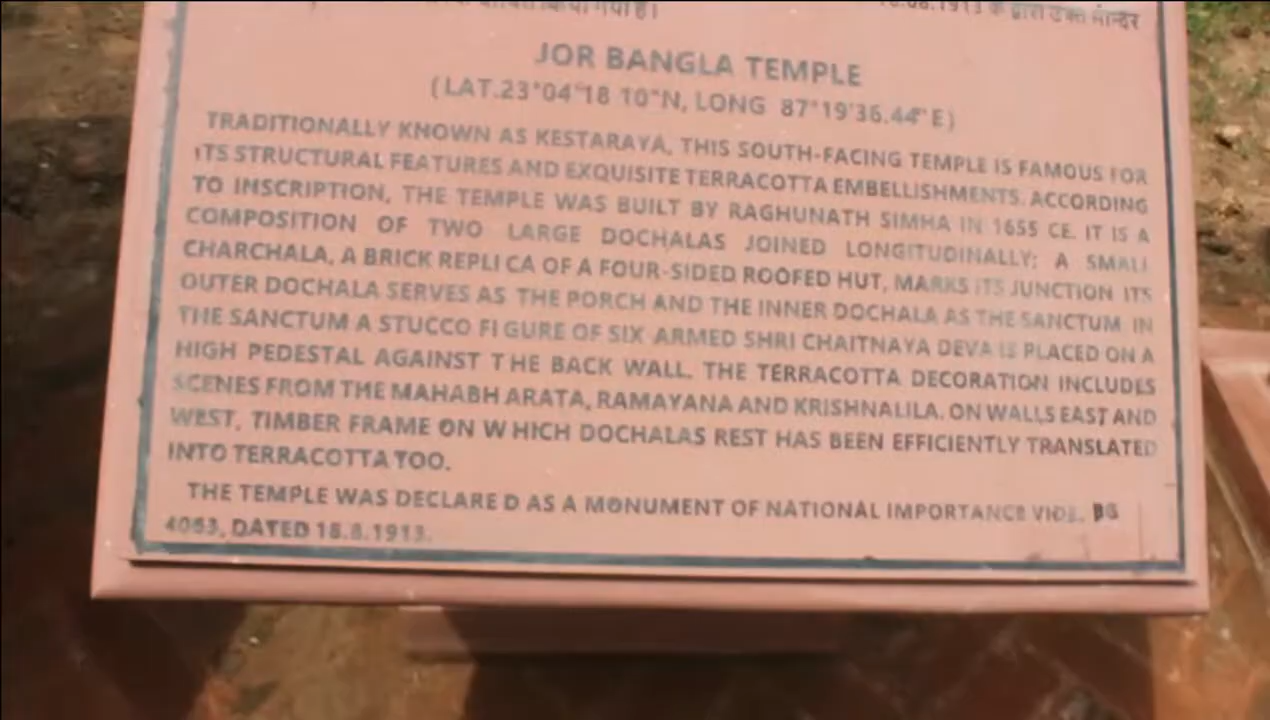 18.08.1913 के द्वारा उक्त मन्दिर
किया गया है।
JOR BANGLA TEMPLE
(LAT.23°04'18 10"N, LONG 87°19'36.44"E)
TRADITIONALLY KNOWN AS KESTARAYA, THIS SOUTH-FACING TEMPLE IS FAMOUS FOR
ITS STRUCTURAL FEATURES AND EXQUISITE TERRACOTTA EMBELLISHMENTS. ACCORDING
TO INSCRIPTION, THE TEMPLE WAS BUILT BY RAGHUNATH SIMHA IN 1655 CE. IT IS A
COMPOSITION OF TWO LARGE DOCHALAS JOINED LONGITUDINALLY; A SMALL
CHARCHALA, A BRICK REPLI CA OF A FOUR-SIDED ROOFED HUT, MARKS ITS JUNCTION ITS
OUTER DOCHALA SERVES AS THE PORCH AND THE INNER DOCHALA AS THE SANCTUM IN
THE SANCTUM A STUCCO FI GURE OF SIX ARMED SHRI CHAITNAYA DEVA IS PLACED ON A
HIGH PEDESTAL AGAINST T HE BACK WALL. THE TERRACOTTA DECORATION INCLUDES
SCENES FROM THE MAHABH ARATA, RAMAYANA AND KRISHNALILA. ON WALLS EAST AND
WEST, TIMBER FRAME ON W HICH DOCHALAS REST HAS BEEN EFFICIENTLY TRANSLATED
INTO TERRACOTTA TOO.
THE TEMPLE WAS DECLARE D AS A MONUMENT OF NATIONAL IMPORTANCE VIDE.
4063, DATED 18.8.1913.